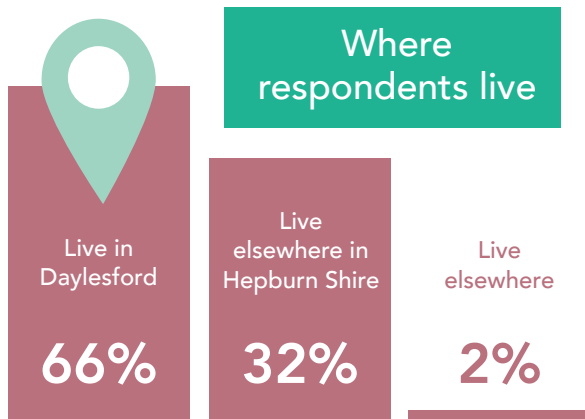 Where
respondents live
Live in
Daylesford
66%
Live
elsewhere in
Hepburn Shire
32%
Live
elsewhere
2%